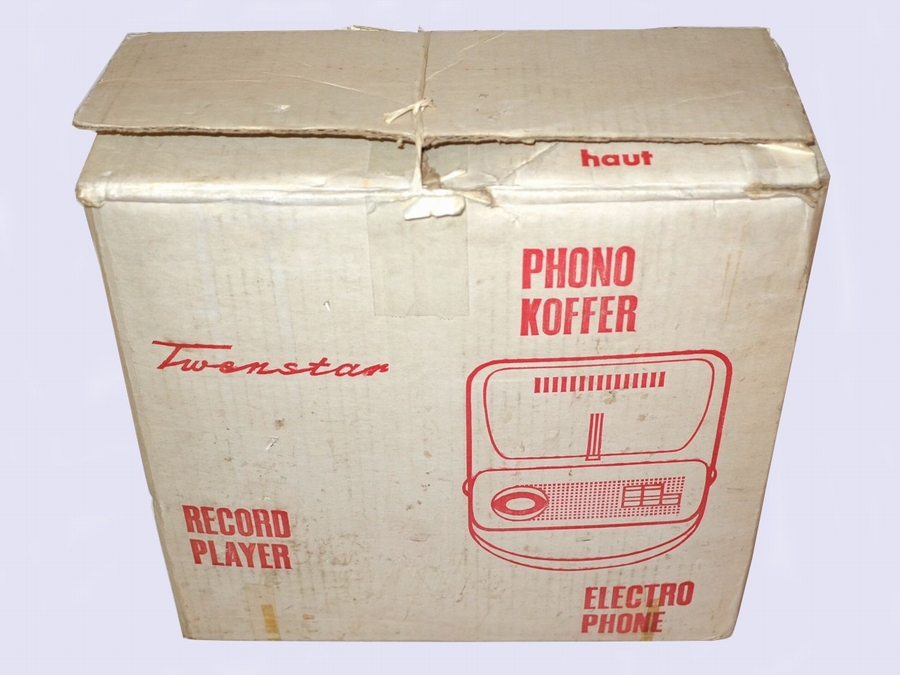 haut
PHONO
KOFFER
Twenstar
RECORD
PLAYER
ELECTRO
PHONE